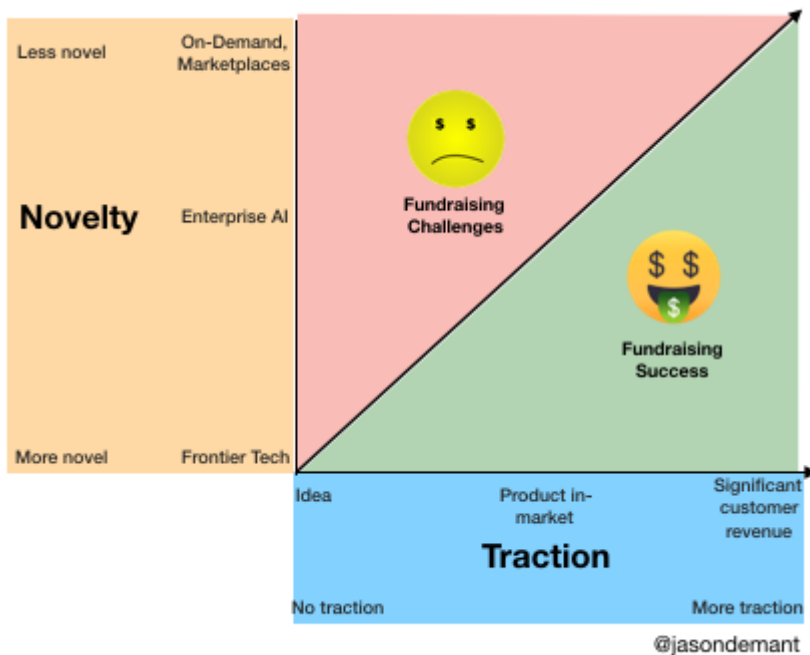 Less novel
On-Demand,
Marketplaces
Novelty
Enterprise AI
More novel
Frontier Tech
$ $
Fundraising
Challenges
$ $
$
Fundraising
Success
Idea
Product in-
market
Significant
customer
revenue
Traction
No traction
More traction
@jasondemant